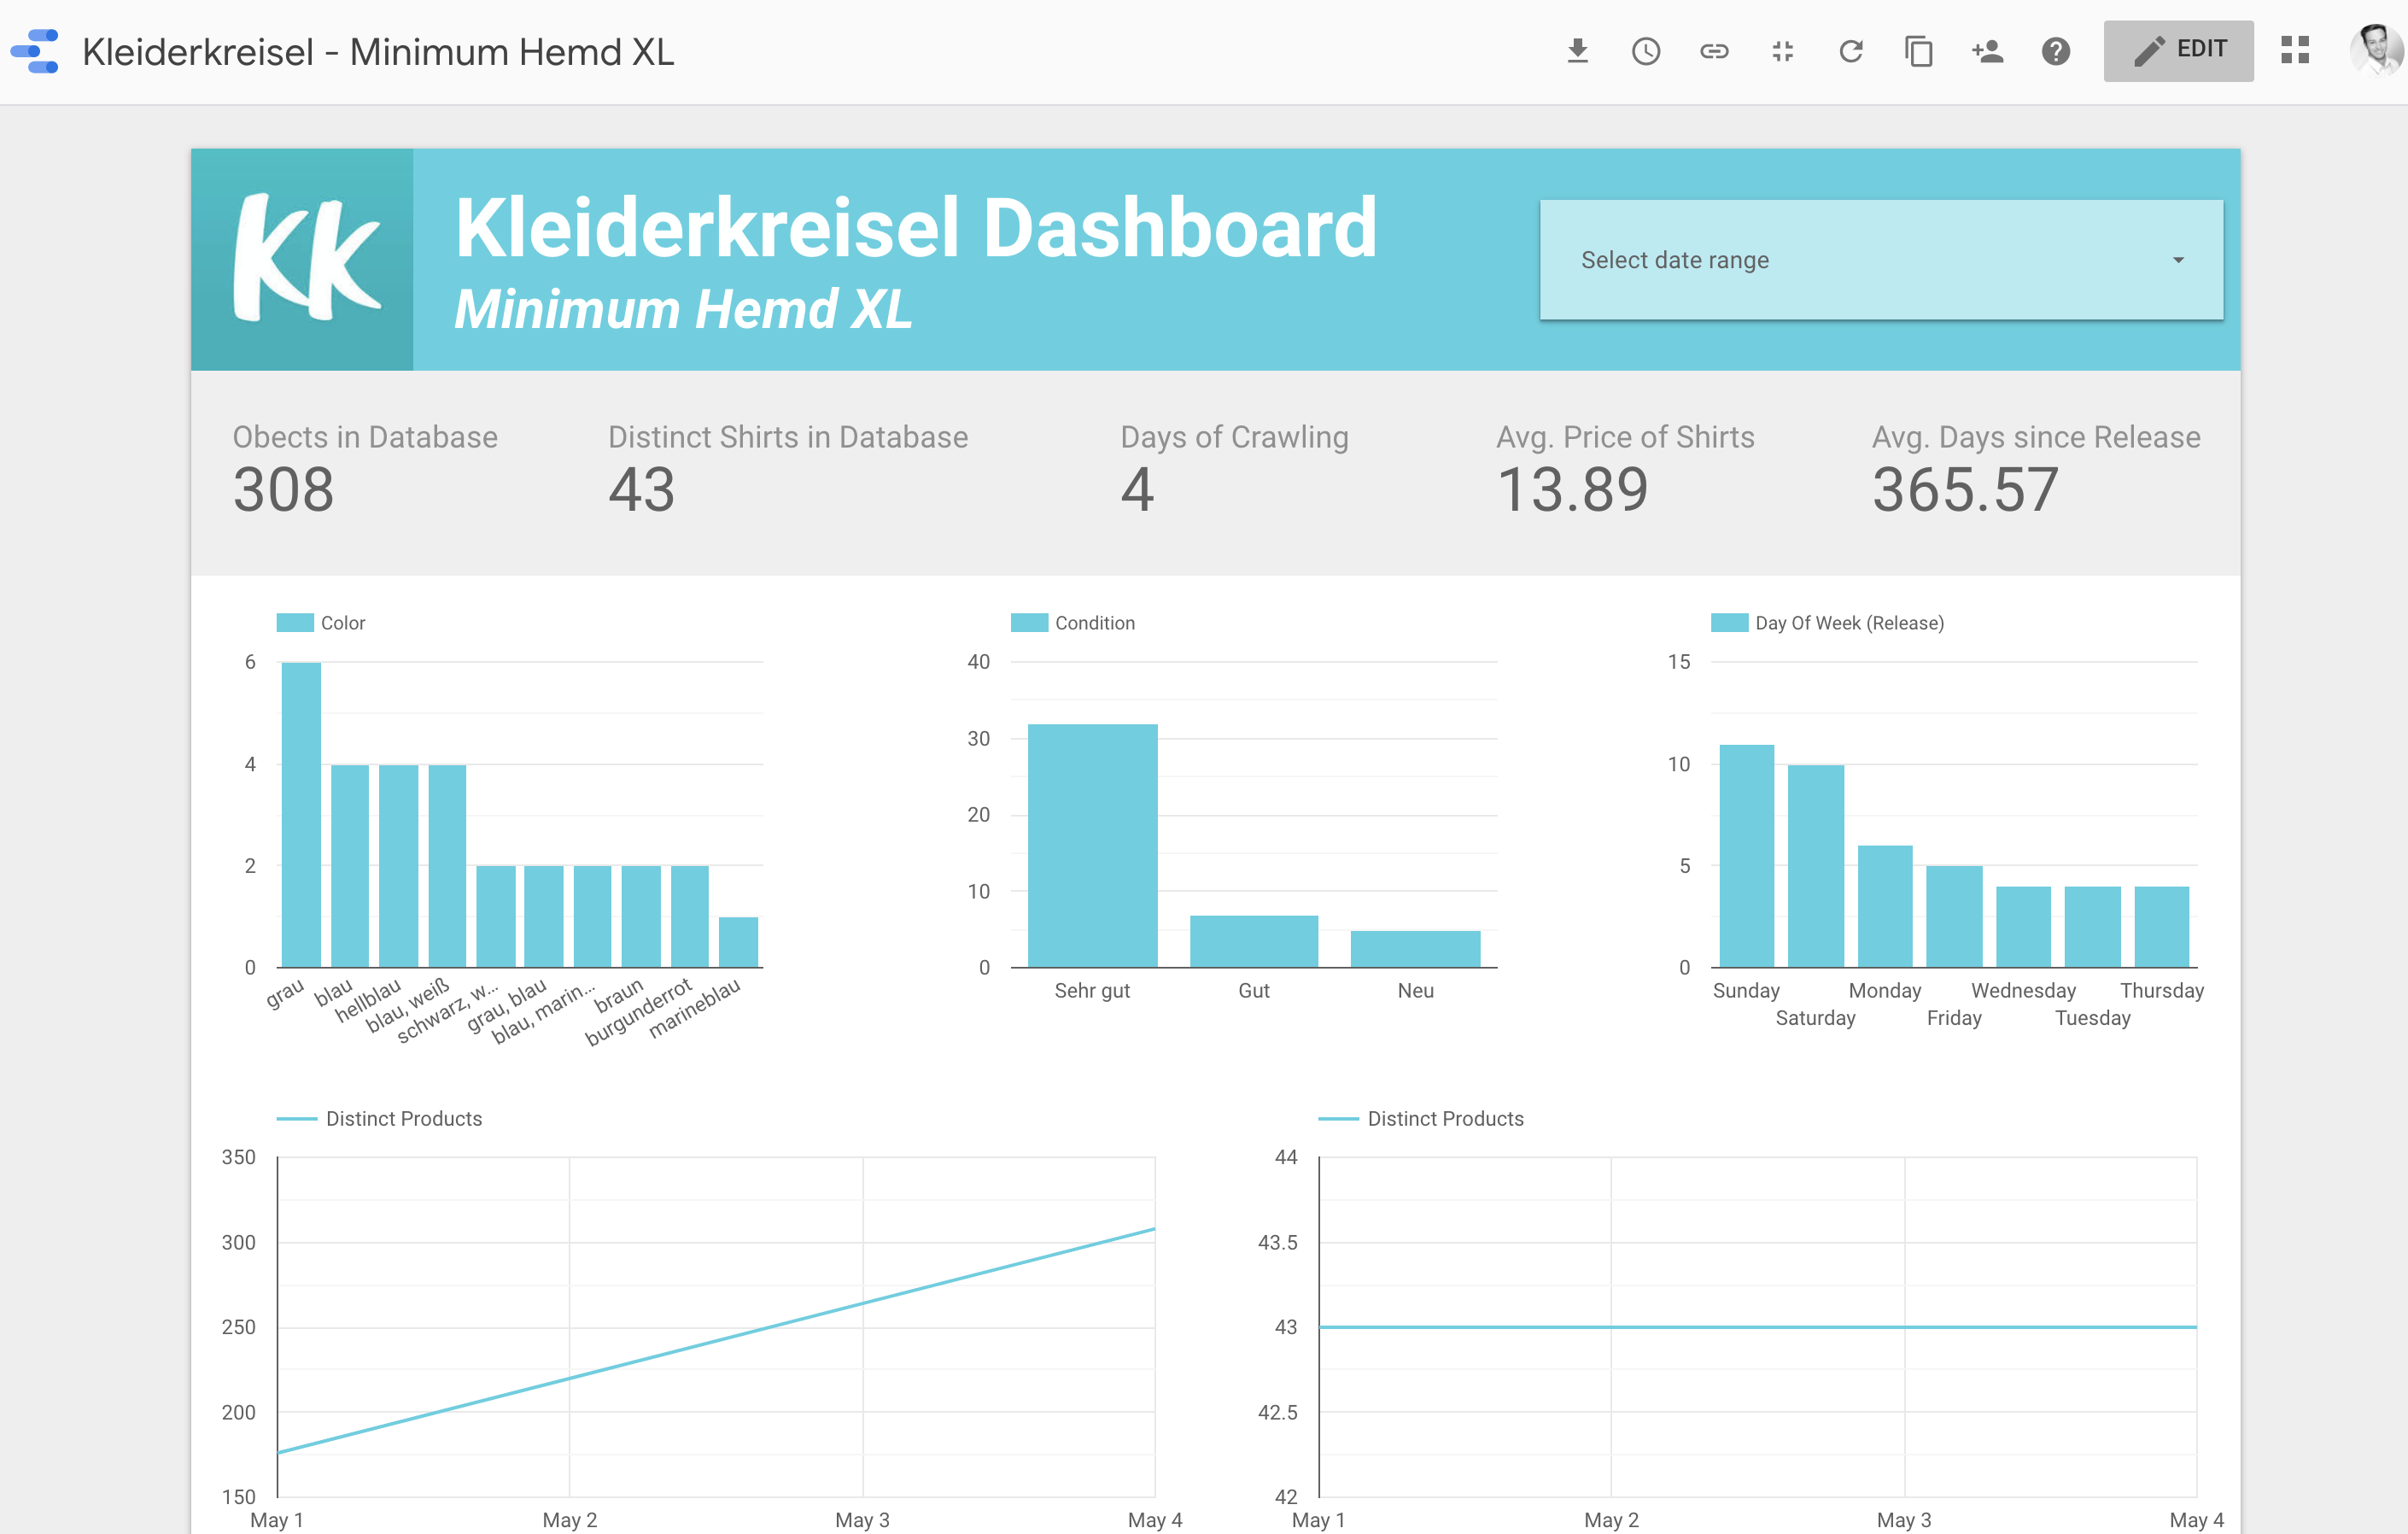 Kleiderkreisel - Minimum Hemd XL
EDIT
Kk
Kleiderkreisel Dashboard
Minimum Hemd XL
Select date range
Obects in Database
308
Distinct Shirts in Database
43
Days of Crawling
4
Avg. Price of Shirts
13.89
Avg. Days since Release
365.57
Color
6
4
2
0
grau
blau
hellblau
blau, weiß
schwarz, w...
grau, blau
blau, marin...
braun
burgunderrot
marineblau
Condition
40
30
20
10
0
Sehr gut
Gut
Neu
Day Of Week (Release)
15
10
5
0
Sunday
Saturday
Monday
Friday
Wednesday
Tuesday
Thursday
Distinct Products
350
300
250
200
150
May 1
May 2
May 3
May 4
Distinct Products
44
43.5
43
42.5
42
May 1
May 2
May 3
May 4